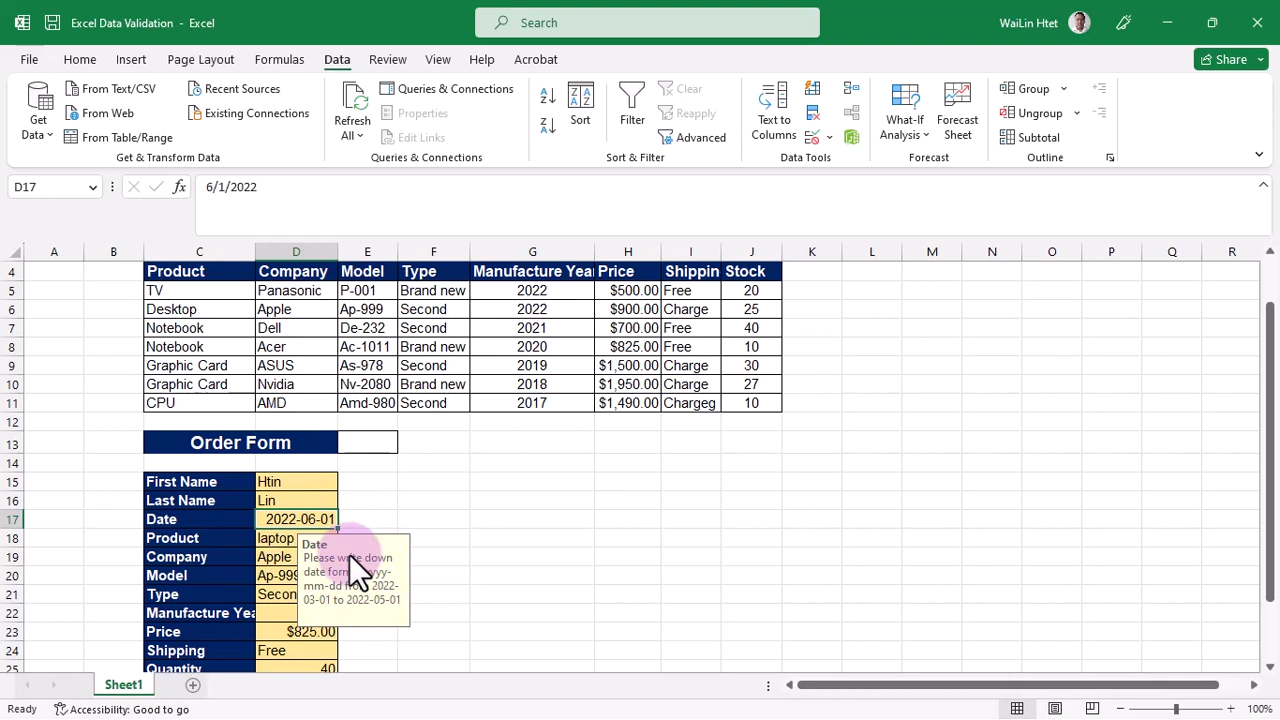 Excel Data Validation - Excel
Search
WaiLin Htet
File Home Insert Page Layout Formulas Data Review View Help Acrobat
Share
Get Data
From Text/CSV
From Web
From Table/Range
Recent Sources
Existing Connections
Get & Transform Data
Refresh All
Queries & Connections
Properties
Edit Links
Queries & Connections
Sort
Filter
Clear
Reapply
Advanced
Sort & Filter
Text to Columns
Data Tools
What-If Analysis
Forecast Sheet
Forecast
Group
Ungroup
Subtotal
Outline
D17 fx 6/1/2022
A B C D E F G H I J K L M N O P Q R
4 Product Company Model Type Manufacture Yea Price Shippin Stock
5 TV Panasonic P-001 Brand new 2022 $500.00 Free 20
6 Desktop Apple Ap-999 Second 2022 $900.00 Charge 25
7 Notebook Dell De-232 Second 2021 $700.00 Free 40
8 Notebook Acer Ac-1011 Brand new 2020 $825.00 Free 10
9 Graphic Card ASUS As-978 Second 2019 $1,500.00 Charge 30
10 Graphic Card Nvidia Nv-2080 Brand new 2018 $1,950.00 Charge 27
11 CPU AMD Amd-980 Second 2017 $1,490.00 Chargeg 10
12
13 Order Form
14
15 First Name Htin
16 Last Name Lin
17 Date 2022-06-01
18 Product laptop
19 Company Apple
20 Model Ap-999
21 Type Secon
22 Manufacture Yea
23 Price $825.00
24 Shipping Free
25 Quantity 40
Date
Please write down
date
mm-dd 2022-
03-01 to 2022-05-01
Sheet1
Ready Accessibility: Good to go 100%